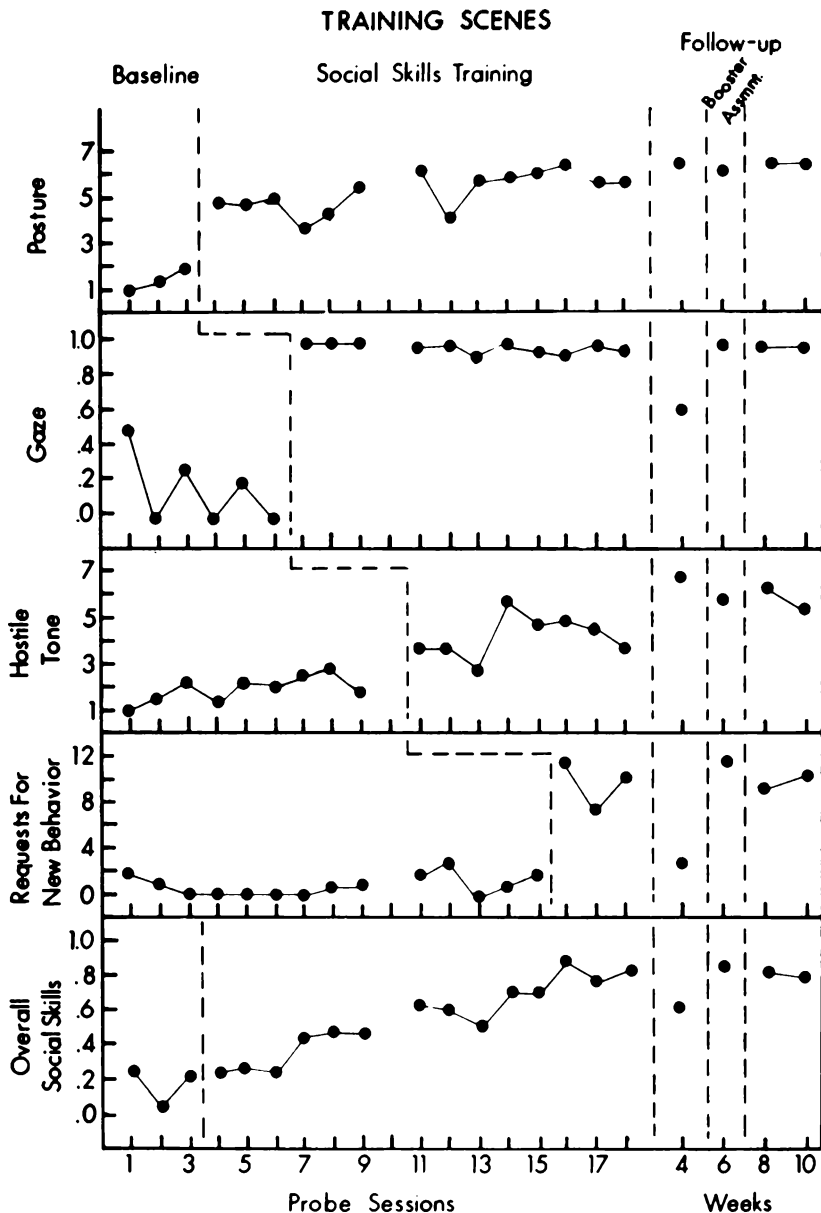 TRAINING SCENES
Follow-up
Baseline
Social Skills Training
Booster
Assmnt.
Posture
7
5
3
1
Gaze
1.0
.8
.6
.4
.2
.0
Hostile
Tone
7
5
3
1
Requests For
New Behavior
12
8
4
0
Overall
Social Skills
1.0
.8
.6
.4
.2
.0
1 3 5 7 9 11 13 15 17 4 6 8 10
Probe Sessions
Weeks